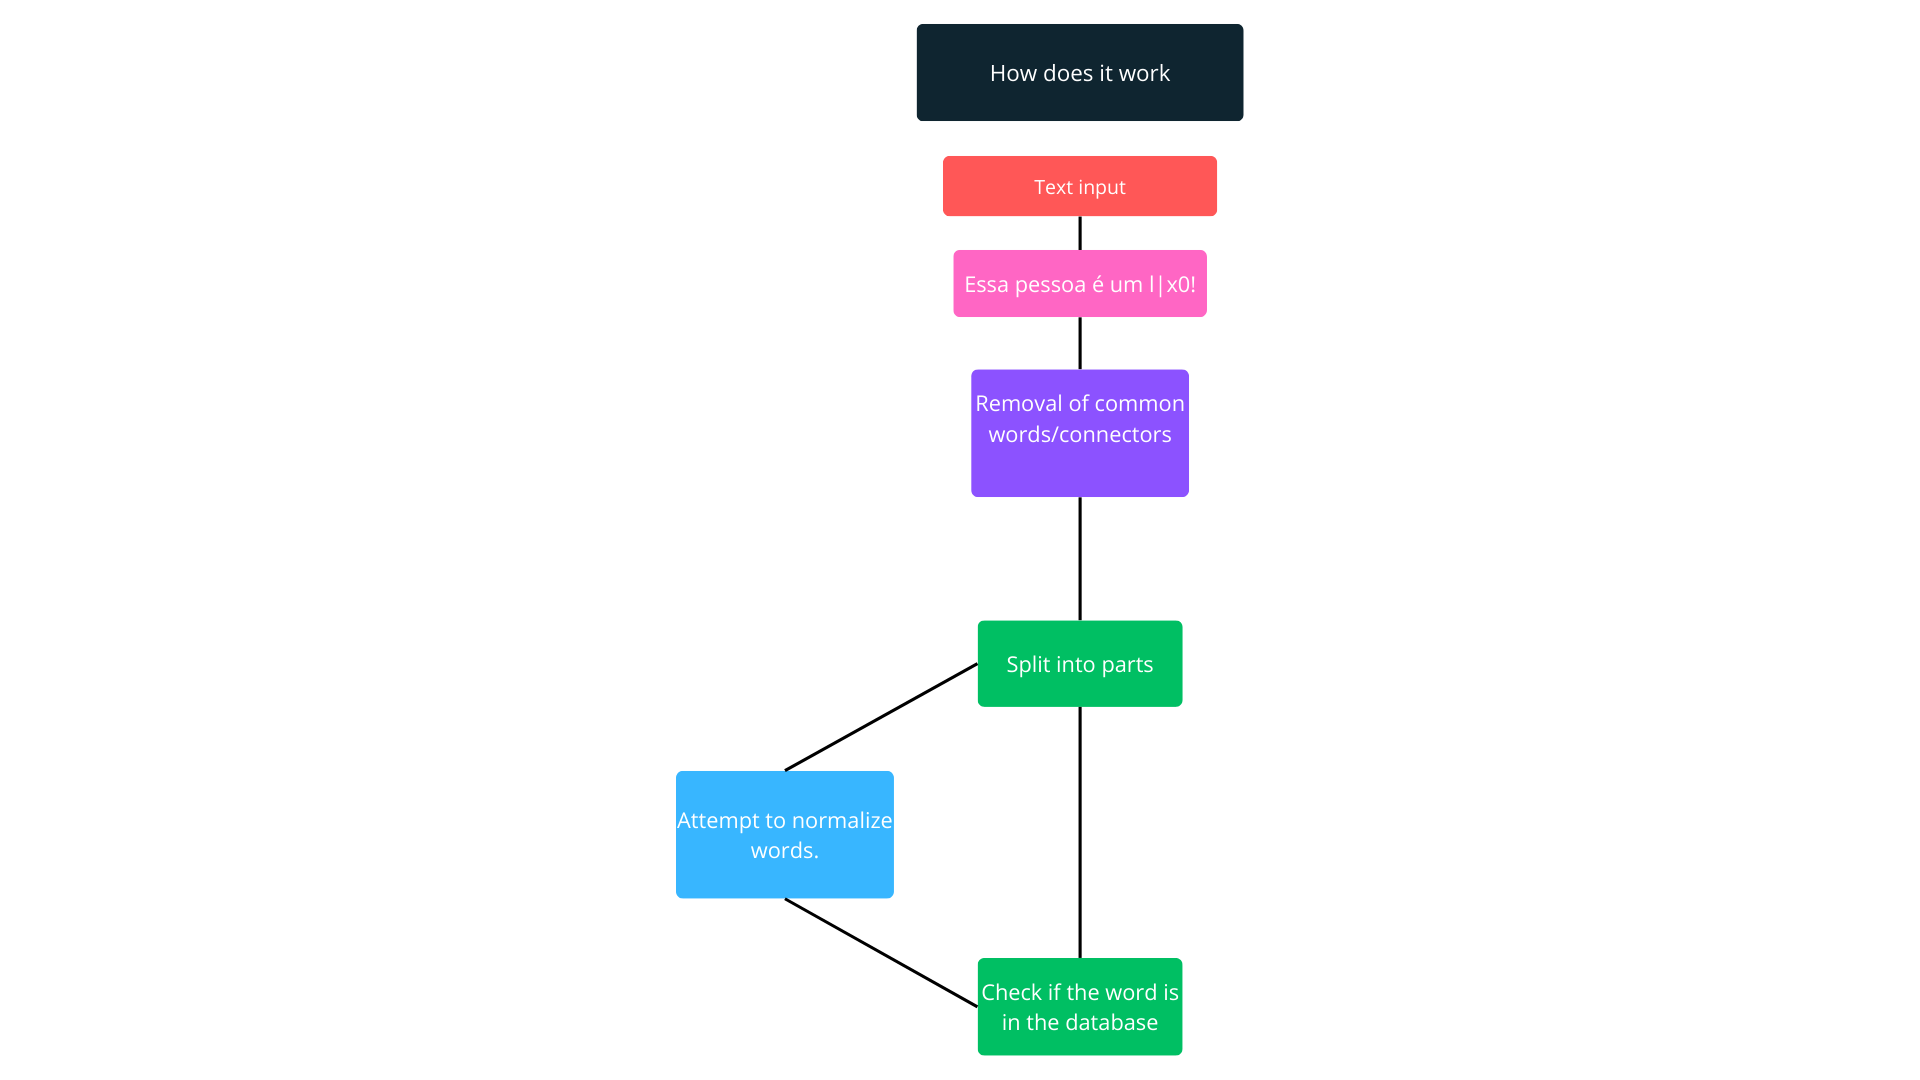 How does it work
Text input
Essa pessoa é um l|x0!
Removal of common
words/connectors
Split into parts
Attempt to normalize
words.
Check if the word is
in the database